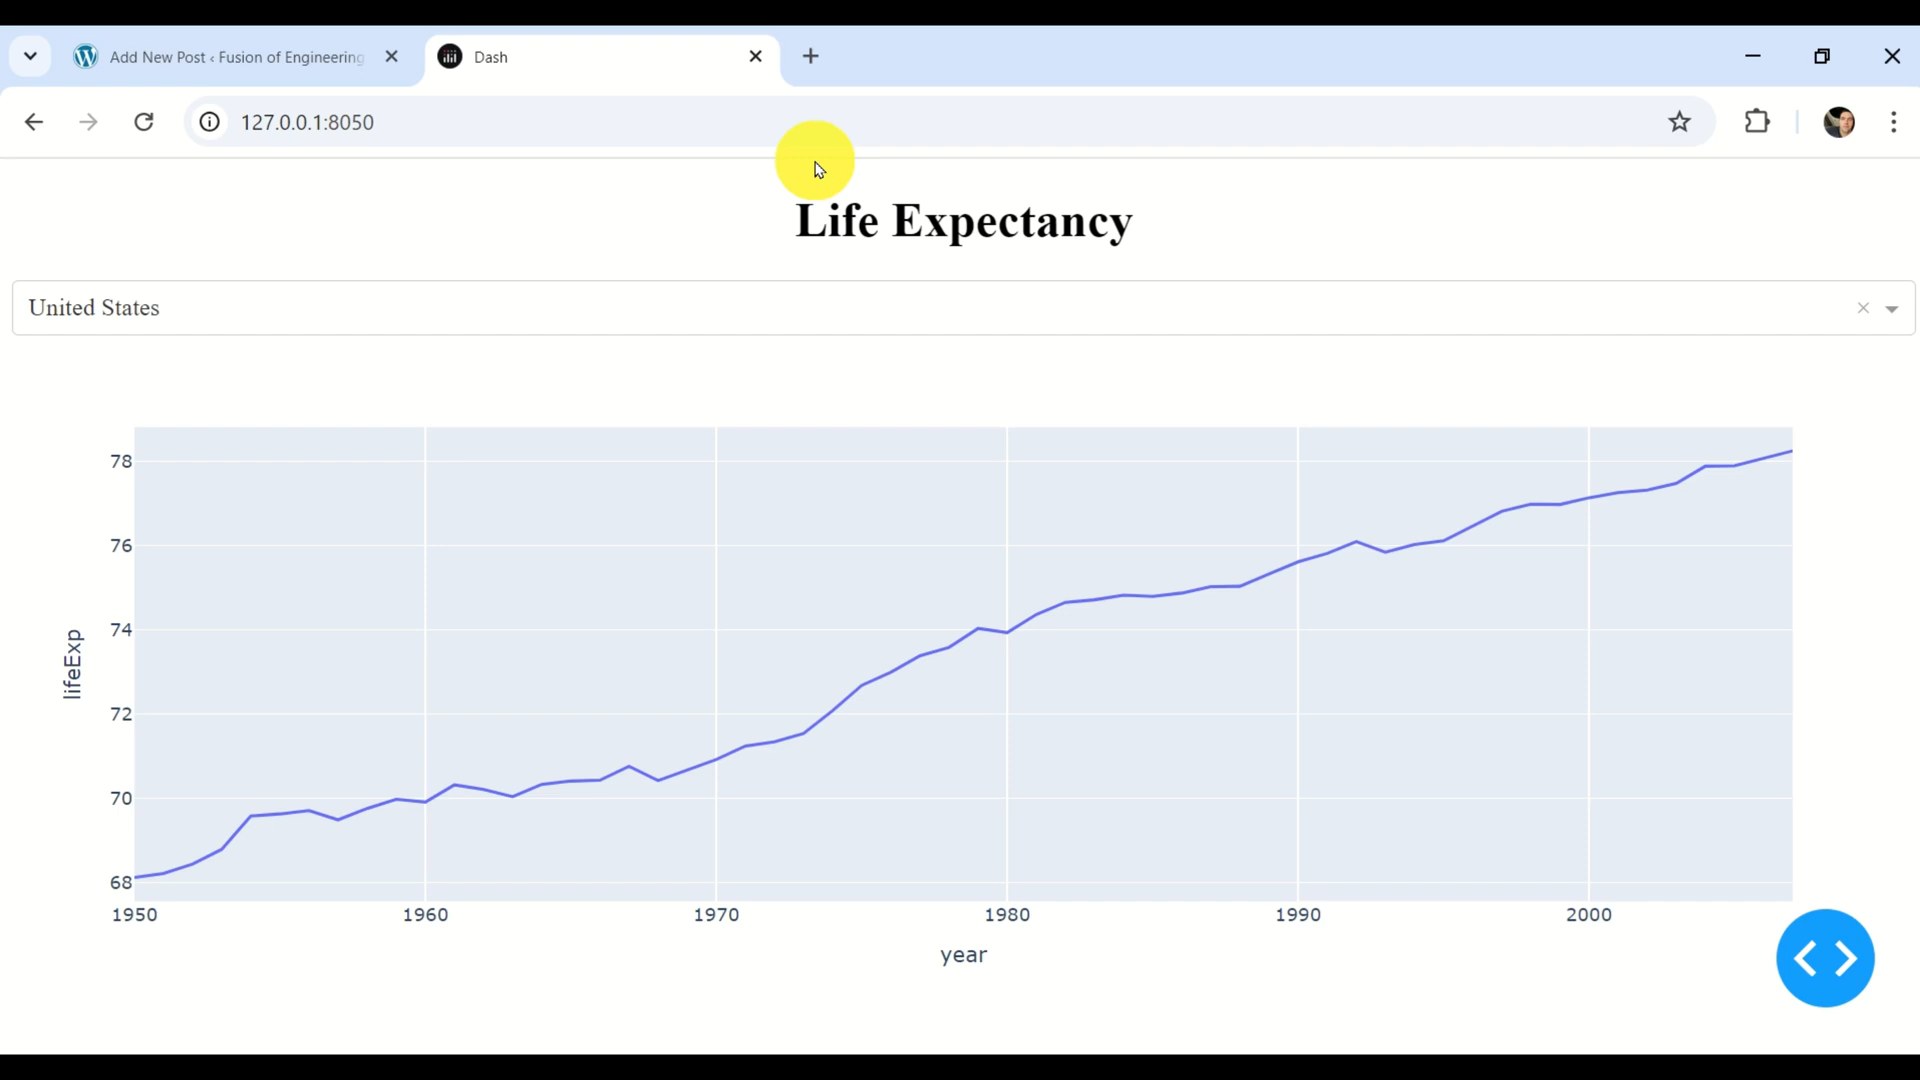 Add New Post ‹ Fusion of Engineering
Dash
127.0.0.1:8050
Life Expectancy
United States
78
76
74
72
70
68
lifeExp
1950 1960 1970 1980 1990 2000
year